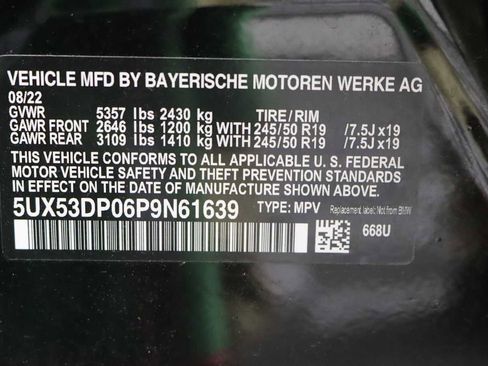 VEHICLE MFD BY BAYERISCHE MOTOREN WERKE AG
08/22
GVWR 5357 lbs 2430 kg TIRE/RIM
GAWR FRONT 2646 lbs 1200 kg WITH 245/50 R19 /7.5J x19
GAWR REAR 3109 lbs 1410 kg WITH 245/50 R19 /7.5J x19
THIS VEHICLE CONFORMS TO ALL APPLICABLE U. S. FEDERAL
MOTOR VEHICLE SAFETY AND THEFT PREVENTION STANDARDS
IN EFFECT ON THE DATE OF MANUFACTURE SHOWN ABOVE.
5UX53DP06P9N61639 TYPE: MPV Replacement label: Not from BMW
668U